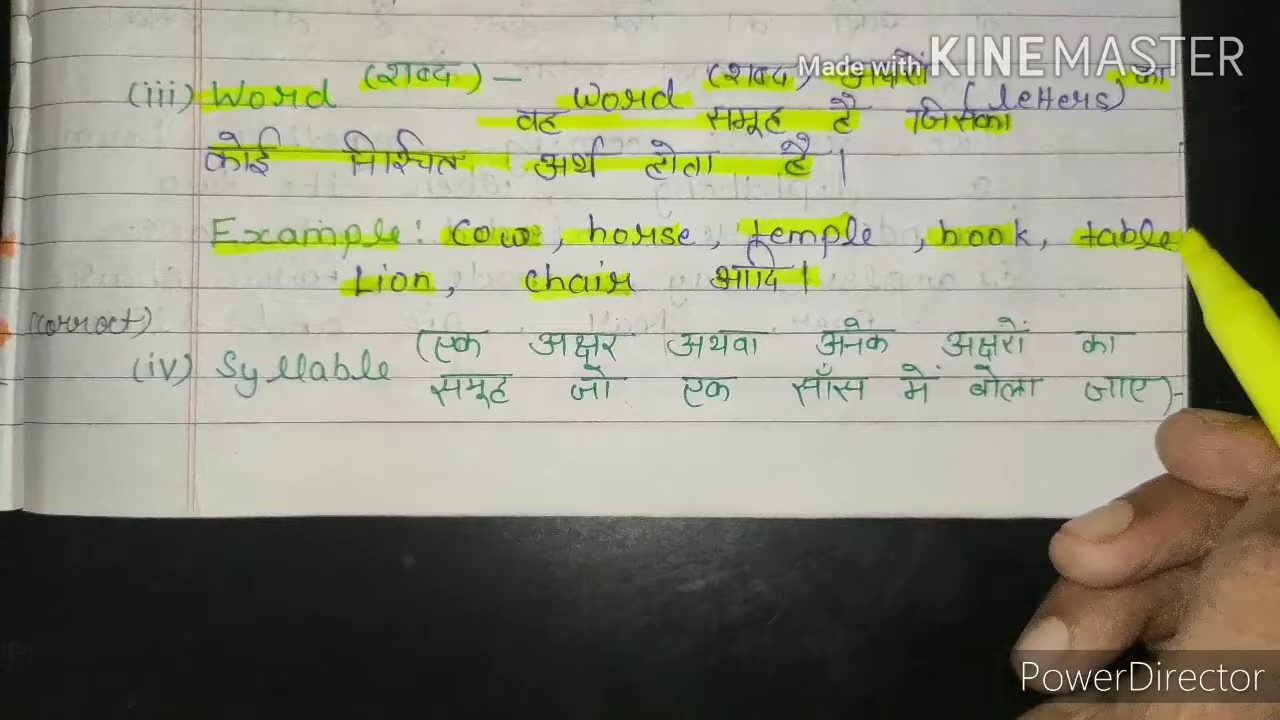 Made with KINEMASTER
(iii) Word (शब्द) – word (शब्द) (letters) का
वह समूह है जिसका
कोई निश्चित अर्थ होता है।
Example: cow, horse, temple, book, table
Lion, chair आदि।
(correct)
(iv) Syllable (एक अक्षर अथवा अनेक अक्षरों का
समूह जो एक साँस में बोला जाए)-
PowerDirector